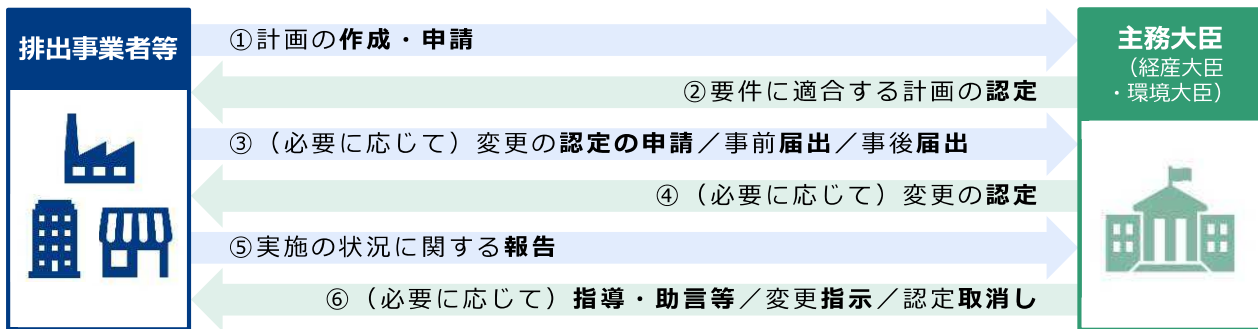 排出事業者等
①計画の作成・申請
②要件に適合する計画の認定
③（必要に応じて）変更の認定の申請／事前届出／事後届出
④（必要に応じて）変更の認定
⑤実施の状況に関する報告
⑥（必要に応じて）指導・助言等／変更指示／認定取消し
主務大臣
（経産大臣
・環境大臣）